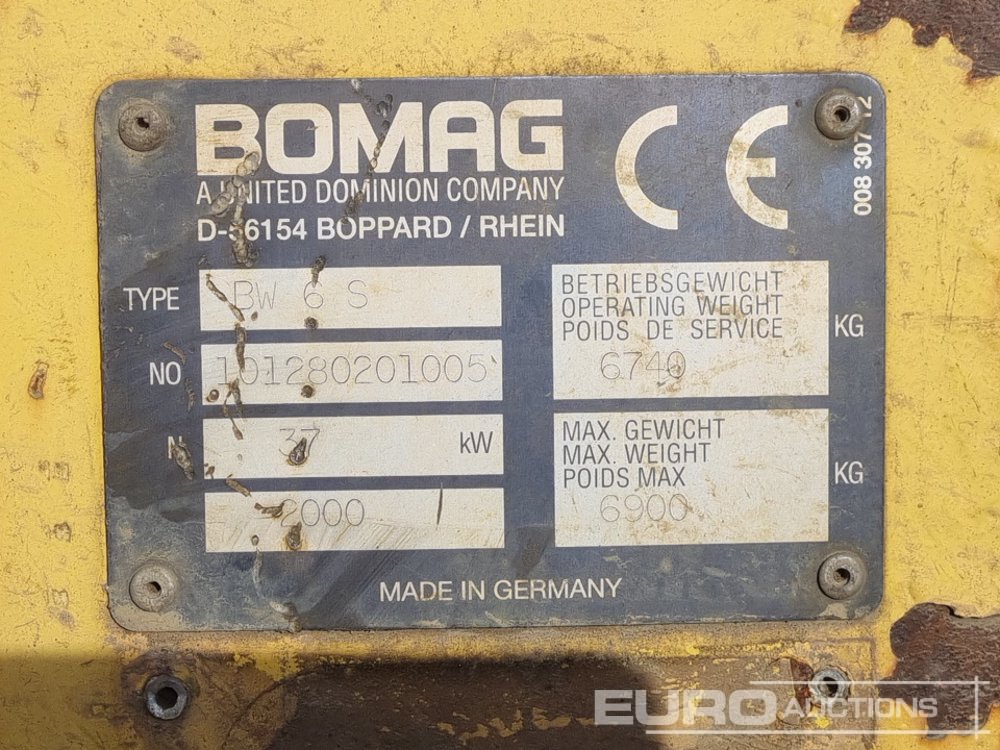 BOMAG
A UNITED DOMINION COMPANY
D-56154 BOPPARD / RHEIN
CE
008 307 12
TYPE BW 6 S
NO 101280201005
N 37 kW
2000
BETRIEBSGEWICHT
OPERATING WEIGHT
POIDS DE SERVICE
6740 KG
MAX. GEWICHT
MAX. WEIGHT
POIDS MAX
6900 KG
MADE IN GERMANY
EURO AUCTIONS